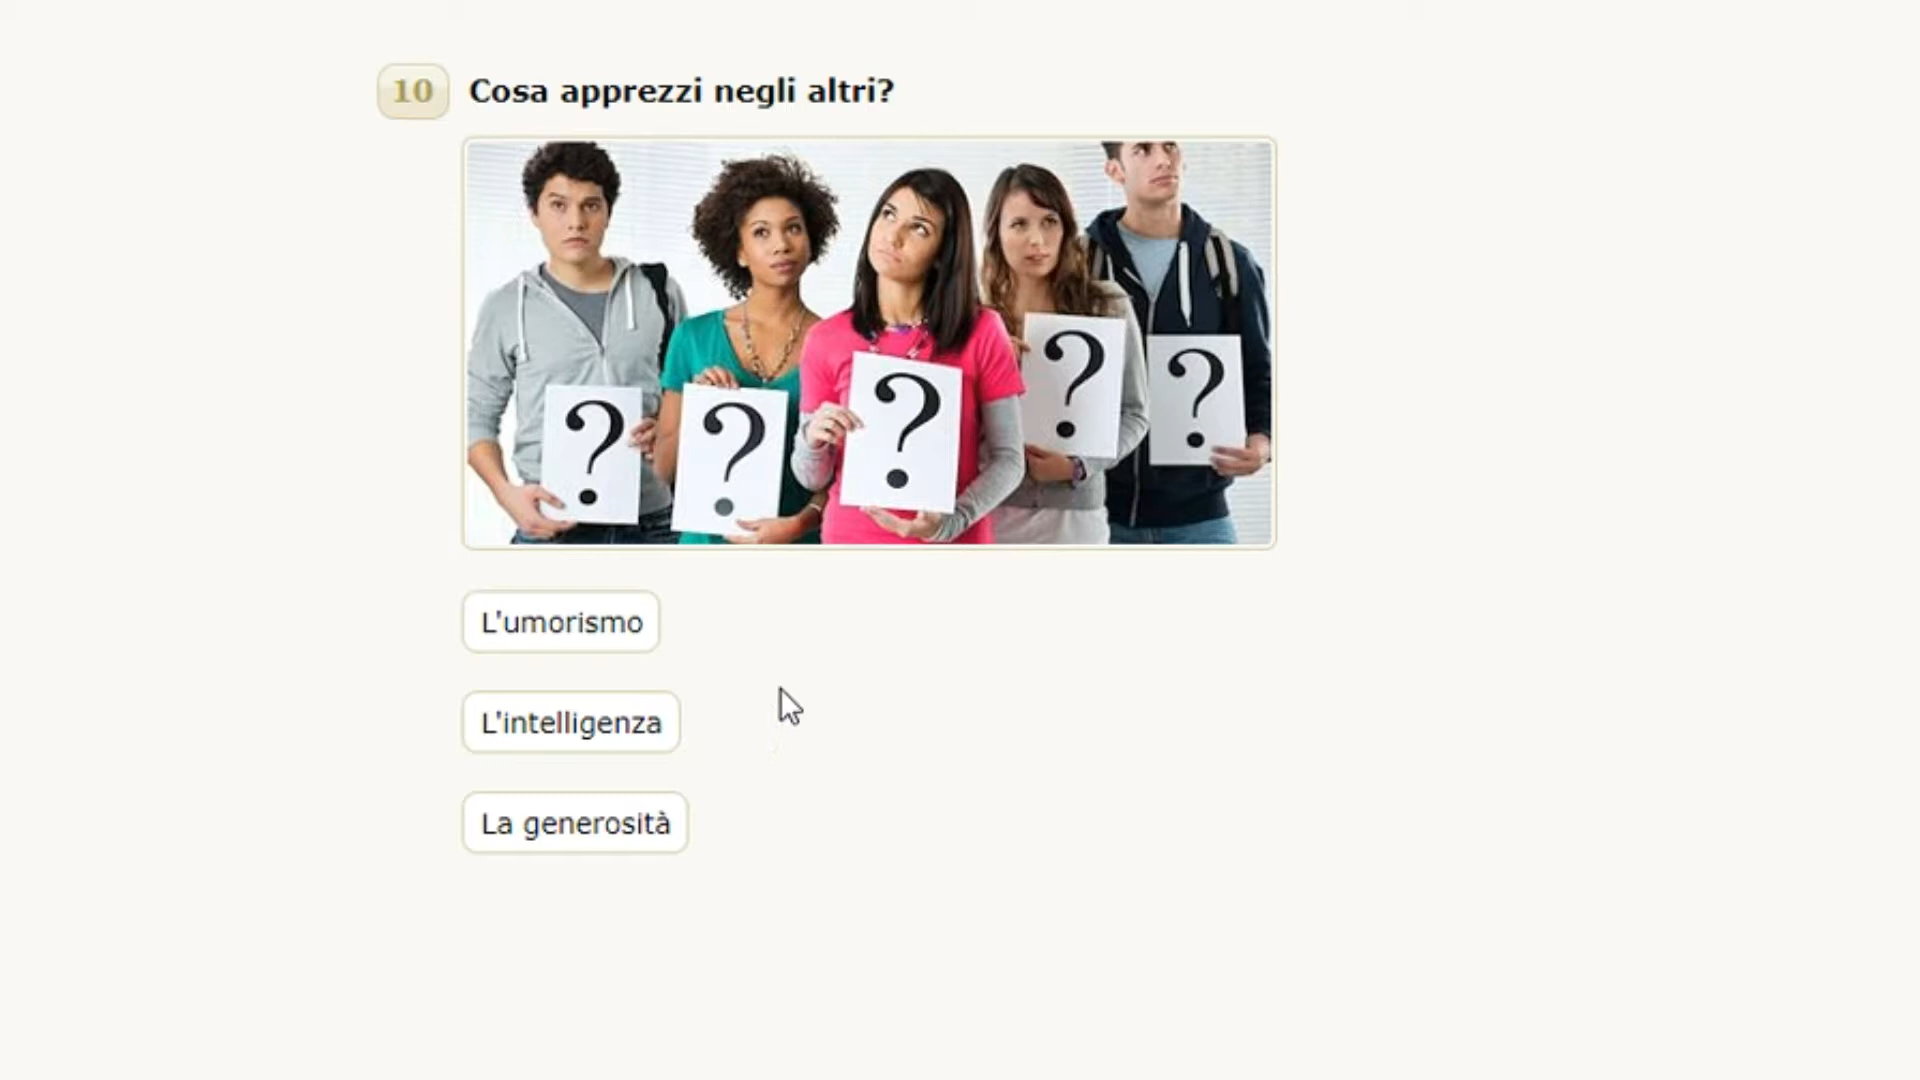 10 Cosa apprezzi negli altri?
? ? ? ? ?
L'umorismo
L'intelligenza
La generosità